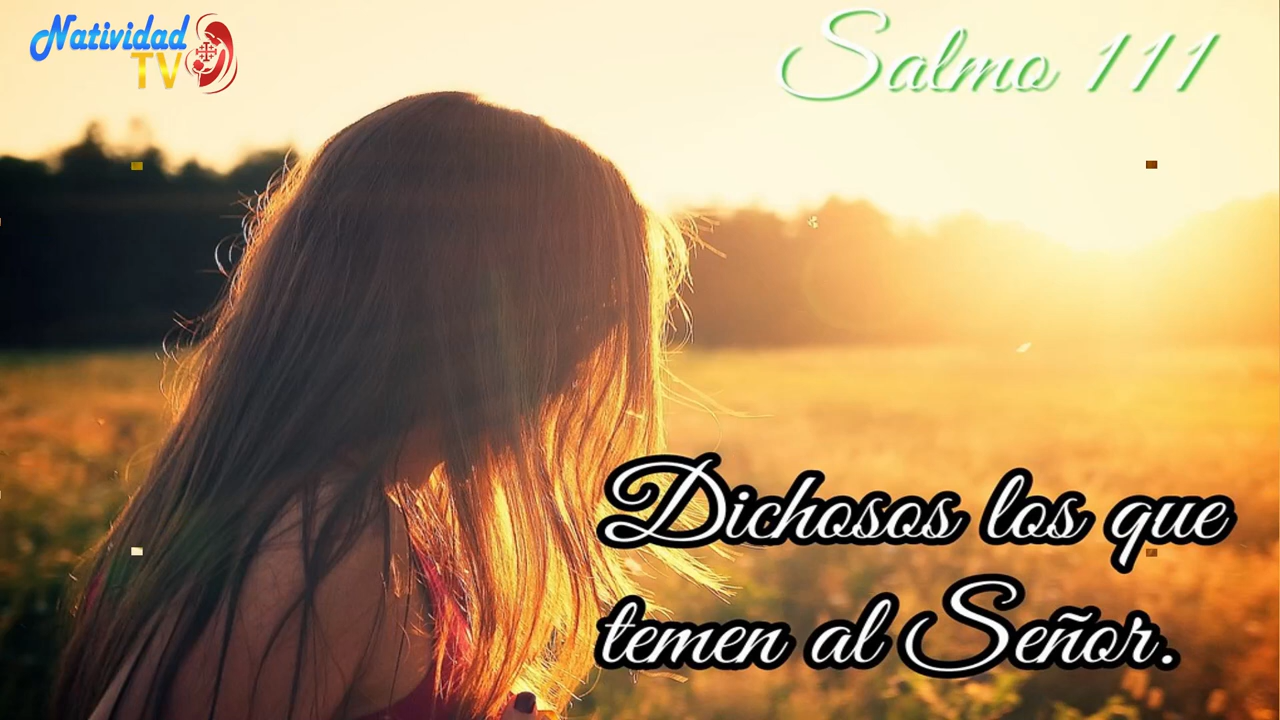 Natividad
TV
Salmo 111
Dichosos los que
temen al Señor.